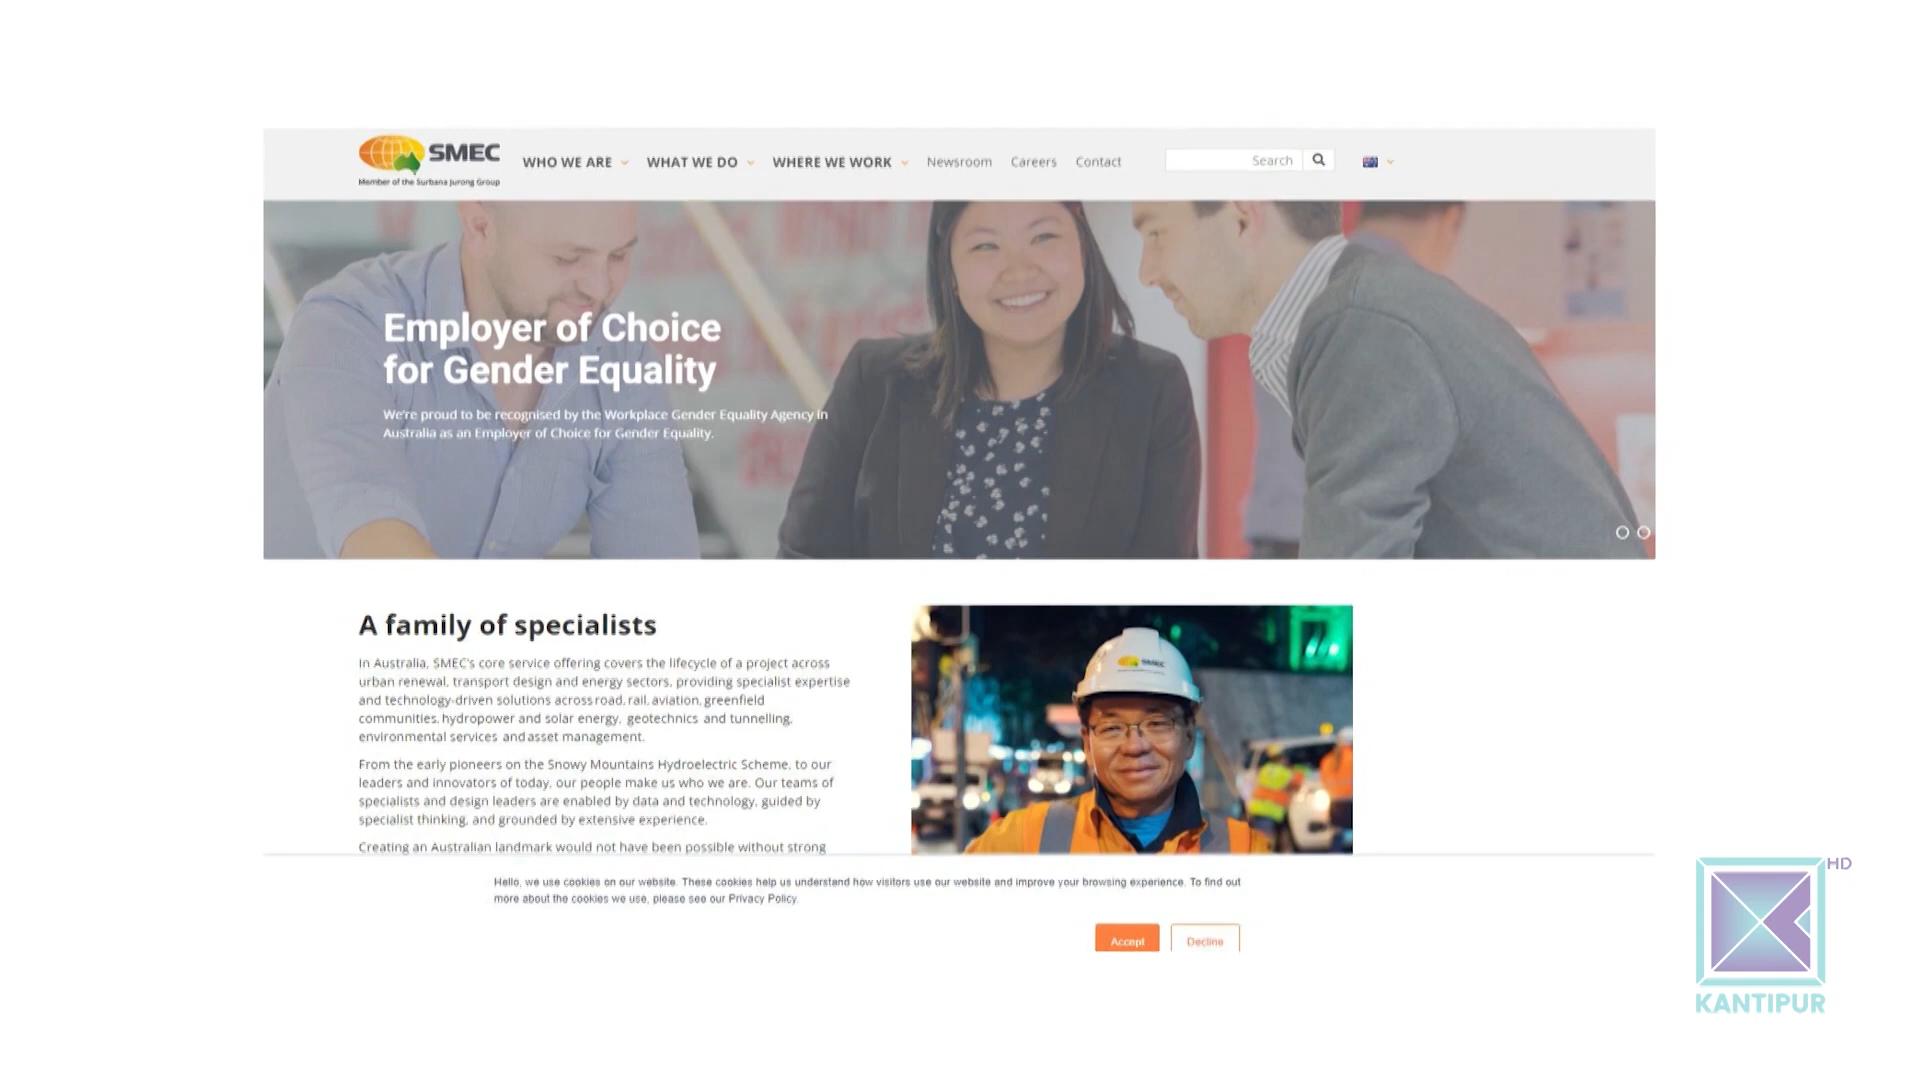 SMEC
Member of the Surbana Jurong Group
WHO WE ARE
WHAT WE DO
WHERE WE WORK
Newsroom
Careers
Contact
Search
Employer of Choice
for Gender Equality
We're proud to be recognised by the Workplace Gender Equality Agency in
Australia as an Employer of Choice for Gender Equality.
A family of specialists
In Australia, SMEC's core service offering covers the lifecycle of a project across
urban renewal, transport design and energy sectors, providing specialist expertise
and technology-driven solutions across road, rail, aviation, greenfield
communities, hydropower and solar energy, geotechnics and tunnelling,
environmental services and asset management.
From the early pioneers on the Snowy Mountains Hydroelectric Scheme, to our
leaders and innovators of today, our people make us who we are. Our teams of
specialists and design leaders are enabled by data and technology, guided by
specialist thinking, and grounded by extensive experience.
Creating an Australian landmark would not have been possible without strong
SMEC
Hello, we use cookies on our website. These cookies help us understand how visitors use our website and improve your browsing experience. To find out
more about the cookies we use, please see our Privacy Policy.
Accept
Decline
HD
KANTIPUR